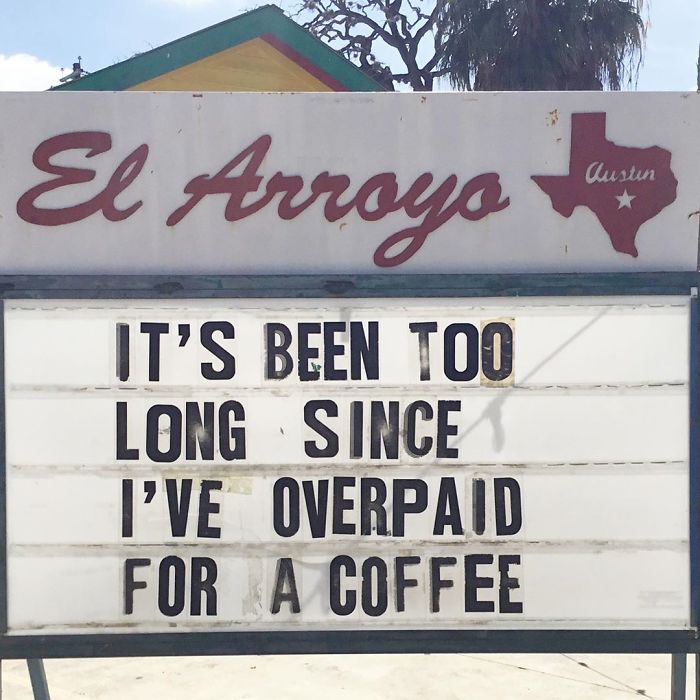 El Arroyo
Austin
IT'S BEEN TOO
LONG SINCE
I'VE OVERPAID
FOR A COFFEE